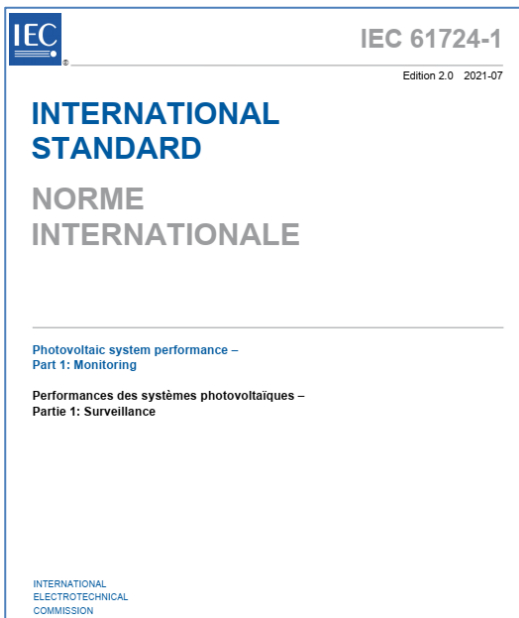 IEC
®
IEC 61724-1
Edition 2.0 2021-07
INTERNATIONAL
STANDARD
NORME
INTERNATIONALE
Photovoltaic system performance –
Part 1: Monitoring
Performances des systèmes photovoltaïques –
Partie 1: Surveillance
INTERNATIONAL
ELECTROTECHNICAL
COMMISSION